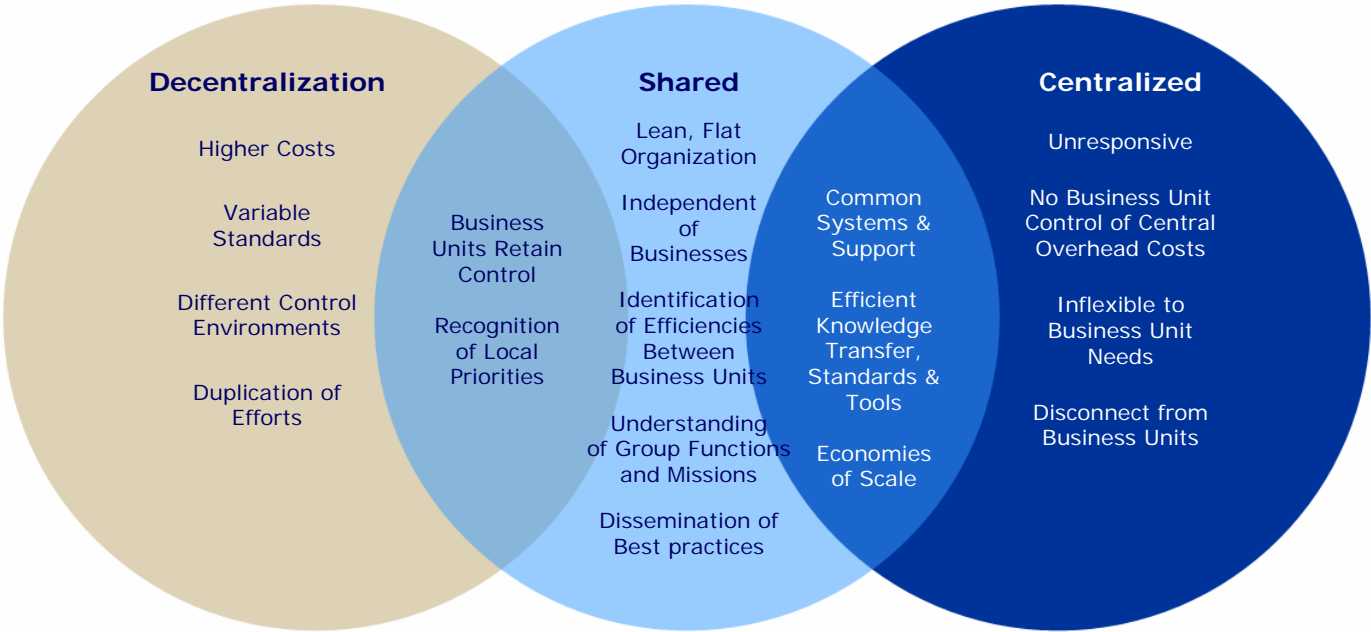 Decentralization
Higher Costs
Variable
Standards
Different Control
Environments
Duplication of
Efforts
Business
Units Retain
Control
Recognition
of Local
Priorities
Shared
Lean, Flat
Organization
Independent
of
Businesses
Identification
of Efficiencies
Between
Business Units
Understanding
of Group Functions
and Missions
Dissemination of
Best practices
Common
Systems &
Support
Efficient
Knowledge
Transfer,
Standards &
Tools
Economies
of Scale
Centralized
Unresponsive
No Business Unit
Control of Central
Overhead Costs
Inflexible to
Business Unit
Needs
Disconnect from
Business Units